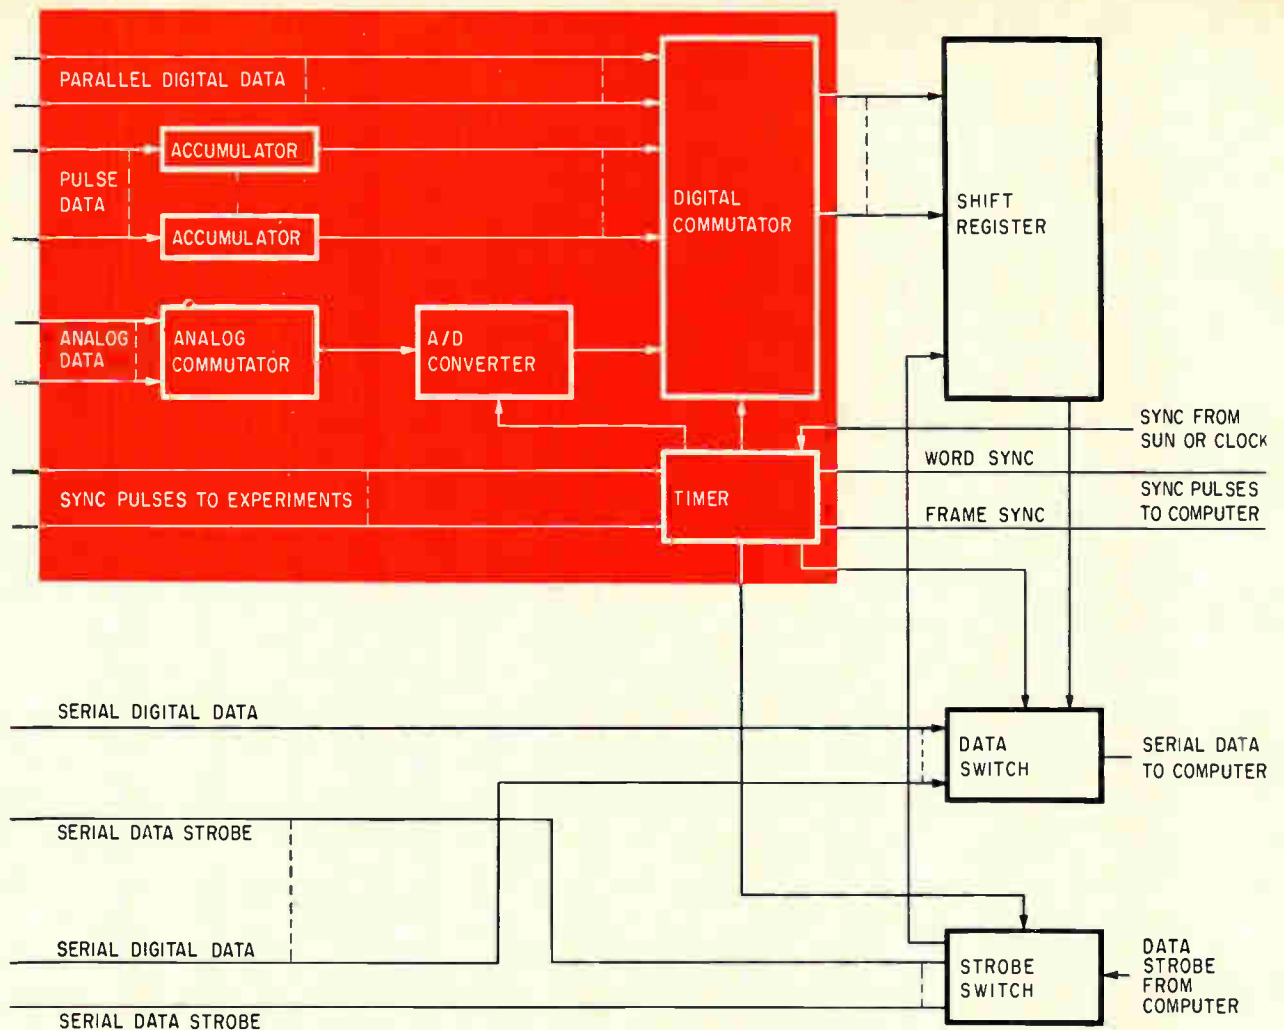 PARALLEL DIGITAL DATA
ACCUMULATOR
PULSE
DATA
ACCUMULATOR
DIGITAL
COMMUTATOR
SHIFT
REGISTER
ANALOG
DATA
ANALOG
COMMUTATOR
A/D
CONVERTER
SYNC FROM
SUN OR CLOCK
WORD SYNC
SYNC PULSES TO EXPERIMENTS
TIMER
SYNC PULSES
TO COMPUTER
FRAME SYNC
SERIAL DIGITAL DATA
DATA
SWITCH
SERIAL DATA
TO COMPUTER
SERIAL DATA STROBE
SERIAL DIGITAL DATA
STROBE
SWITCH
DATA
STROBE
FROM
COMPUTER
SERIAL DATA STROBE